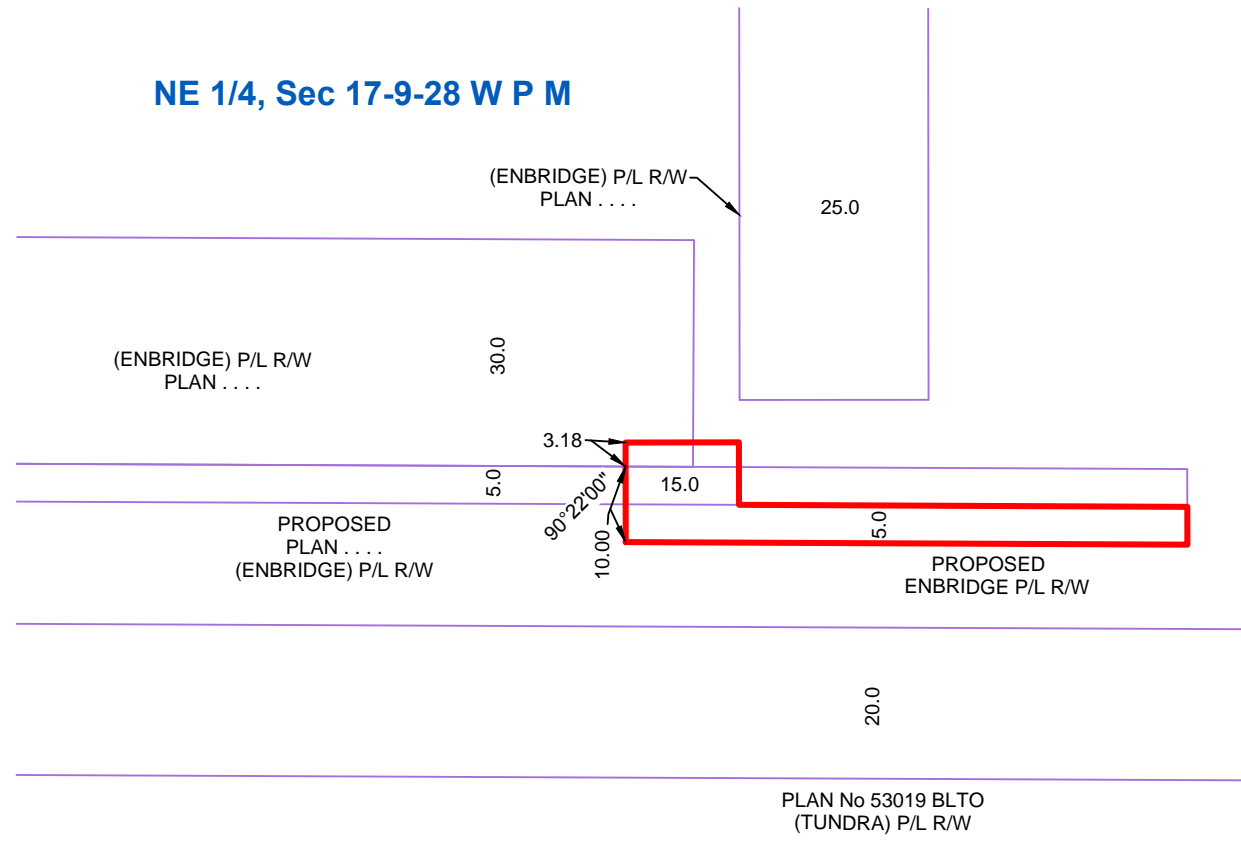 NE 1/4, Sec 17-9-28 W P M
(ENBRIDGE) P/L R/W
PLAN . . . .
25.0
(ENBRIDGE) P/L R/W
PLAN . . . .
30.0
3.18
5.0
15.0
90°22'00"
10.00
5.0
PROPOSED
PLAN . . . .
(ENBRIDGE) P/L R/W
PROPOSED
ENBRIDGE P/L R/W
20.0
PLAN No 53019 BLTO
(TUNDRA) P/L R/W